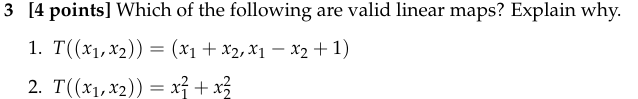 3 [4 points] Which of the following are valid linear maps? Explain why.
1. T((x₁, x₂)) = (x₁ + x₂, x₁ − x₂ + 1)
2. T((x₁, x₂)) = x₁² + x₂²